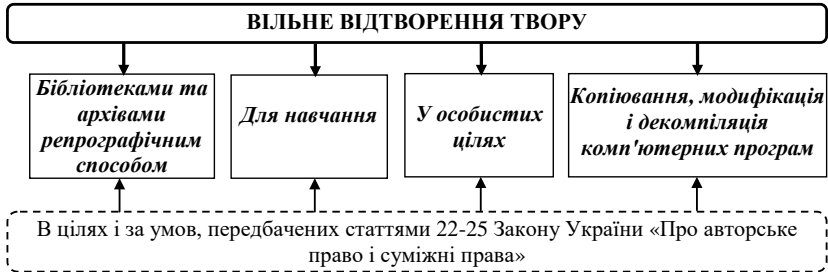 ВІЛЬНЕ ВІДТВОРЕННЯ ТВОРУ
Бібліотеками та
архівами
репрографічним
способом
Для навчання
У особистих
цілях
Копіювання, модифікація
і декомпіляція
комп'ютерних програм
В цілях і за умов, передбачених статтями 22-25 Закону України «Про авторське
право і суміжні права»